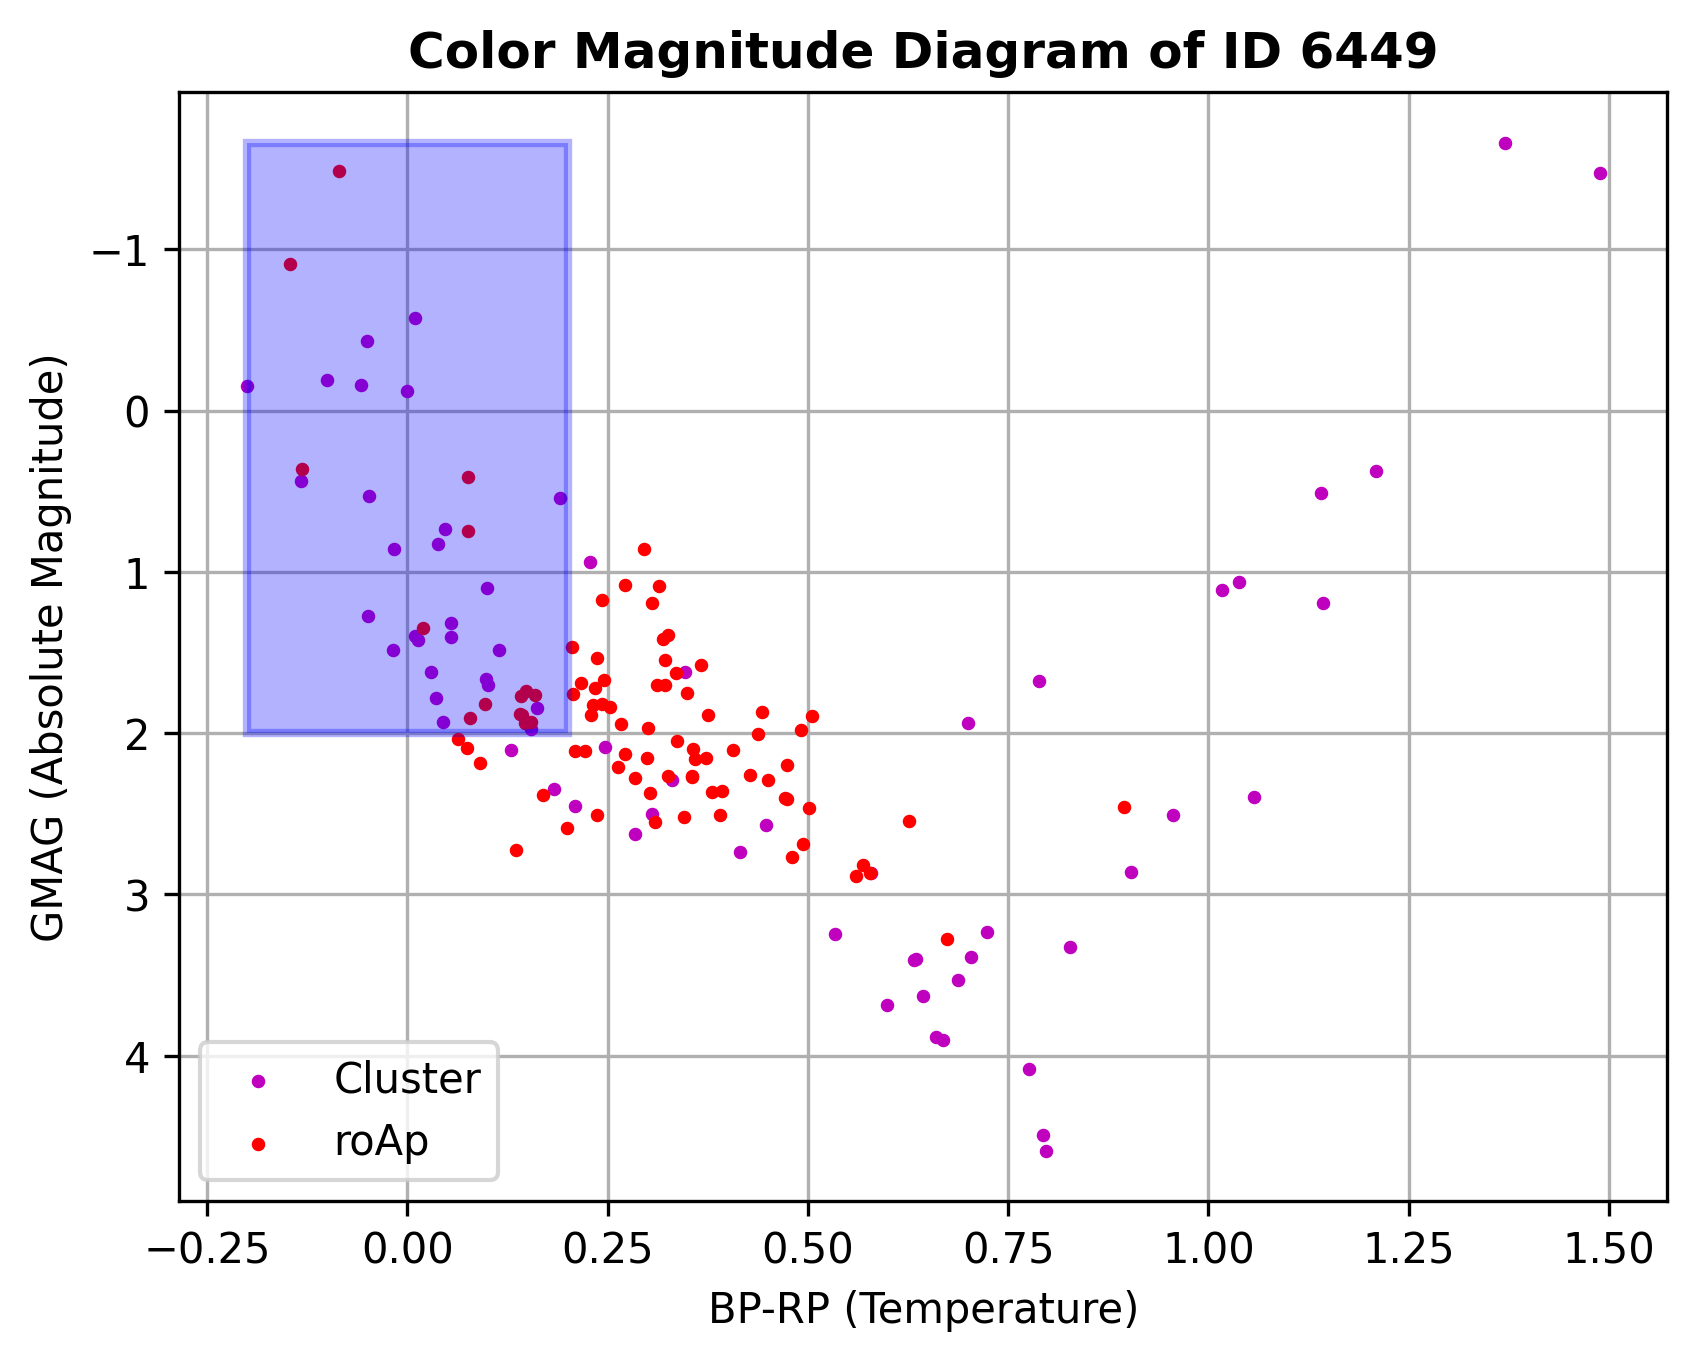 Color Magnitude Diagram of ID 6449
GMAG (Absolute Magnitude)
−1
0
1
2
3
4
Cluster
roAp
−0.25 0.00 0.25 0.50 0.75 1.00 1.25 1.50
BP-RP (Temperature)